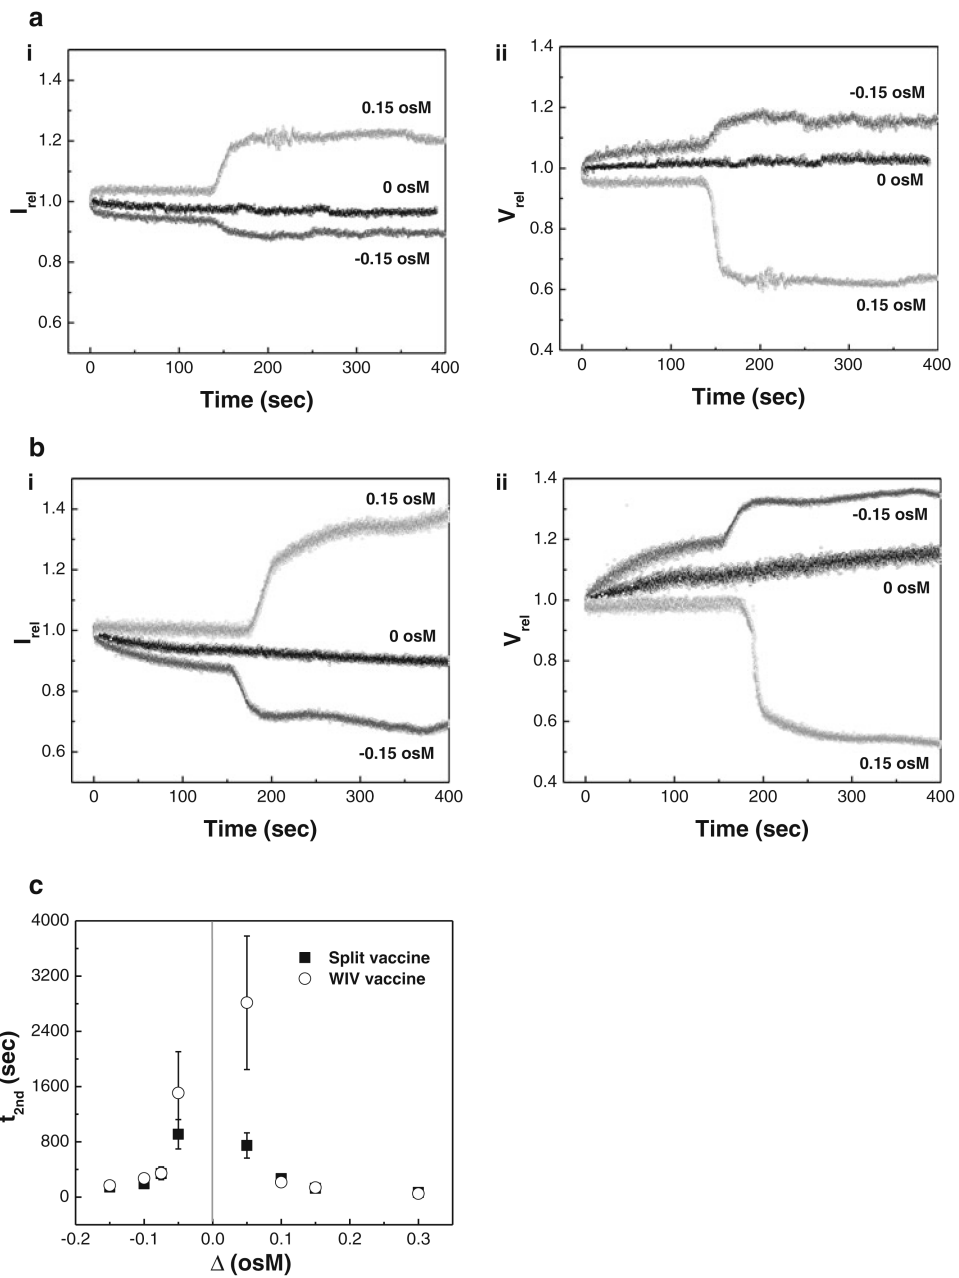 a
i
ii
1.4
1.2
1.0
0.8
0.6
I_rel
0.15 osM
0 osM
-0.15 osM
0 100 200 300 400
Time (sec)
1.4
1.2
1.0
0.8
0.6
0.4
V_rel
-0.15 osM
0 osM
0.15 osM
0 100 200 300 400
Time (sec)
b
i
ii
1.4
1.2
1.0
0.8
0.6
I_rel
0.15 osM
0 osM
-0.15 osM
0 100 200 300 400
Time (sec)
1.4
1.2
1.0
0.8
0.6
0.4
V_rel
-0.15 osM
0 osM
0.15 osM
0 100 200 300 400
Time (sec)
c
4000
3200
2400
1600
800
0
t_2nd (sec)
Split vaccine
WIV vaccine
-0.2 -0.1 0.0 0.1 0.2 0.3
Δ (osM)